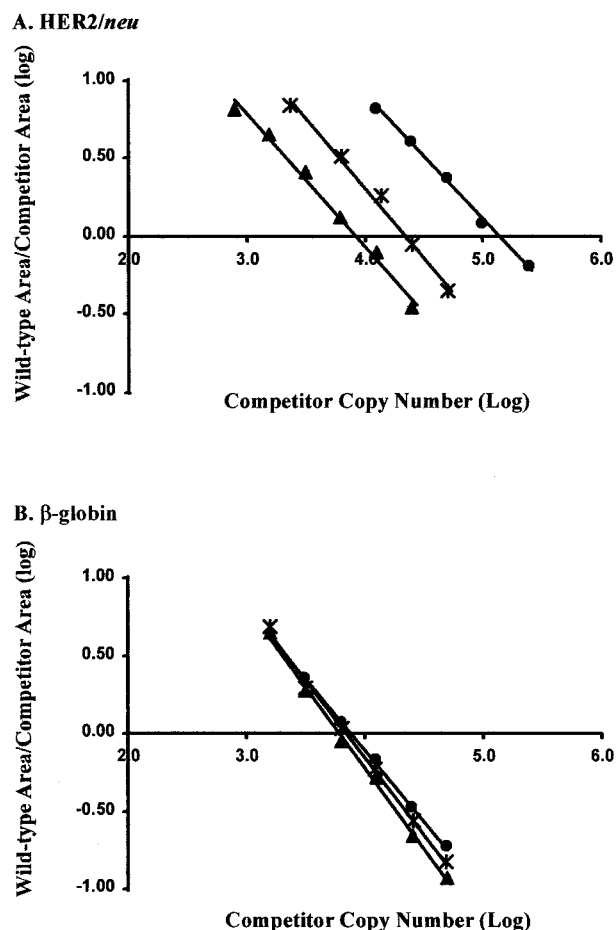 A. HER2/neu
Wild-type Area/Competitor Area (log)
1.00
0.50
0.00
-0.50
-1.00
2.0 3.0 4.0 5.0 6.0
Competitor Copy Number (Log)
B. β-globin
Wild-type Area/Competitor Area (log)
1.00
0.50
0.00
-0.50
-1.00
2.0 3.0 4.0 5.0 6.0
Competitor Copy Number (Log)